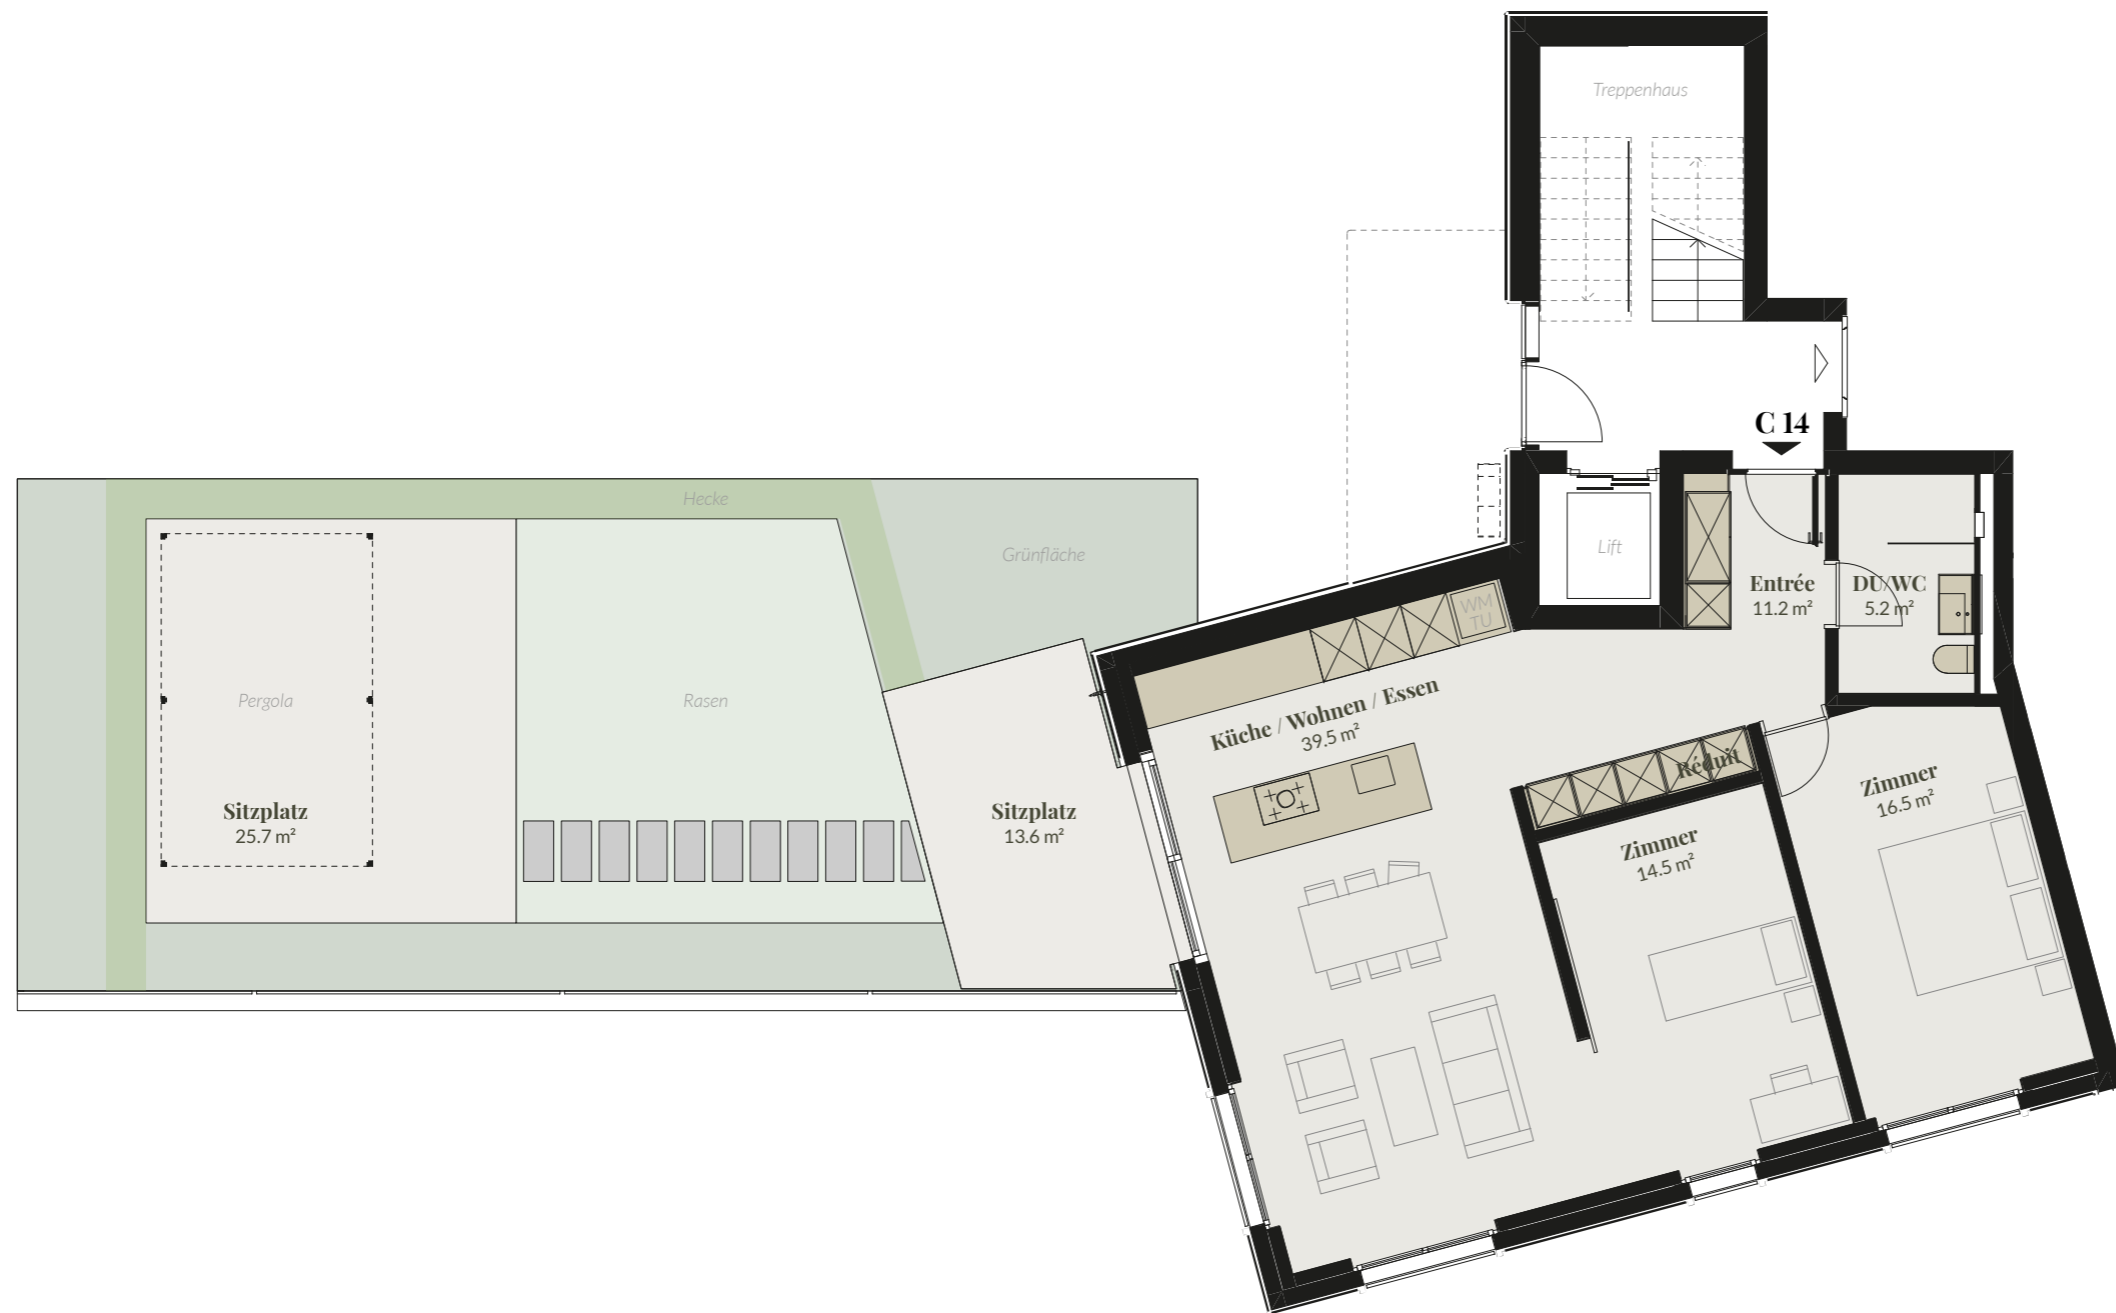 Treppenhaus
C 14
Hecke
Grünfläche
Lift
WM
TU
Entrée
11.2 m²
DU/WC
5.2 m²
Pergola
Rasen
Küche / Wohnen / Essen
39.5 m²
Réduit
Zimmer
16.5 m²
Sitzplatz
25.7 m²
Sitzplatz
13.6 m²
Zimmer
14.5 m²